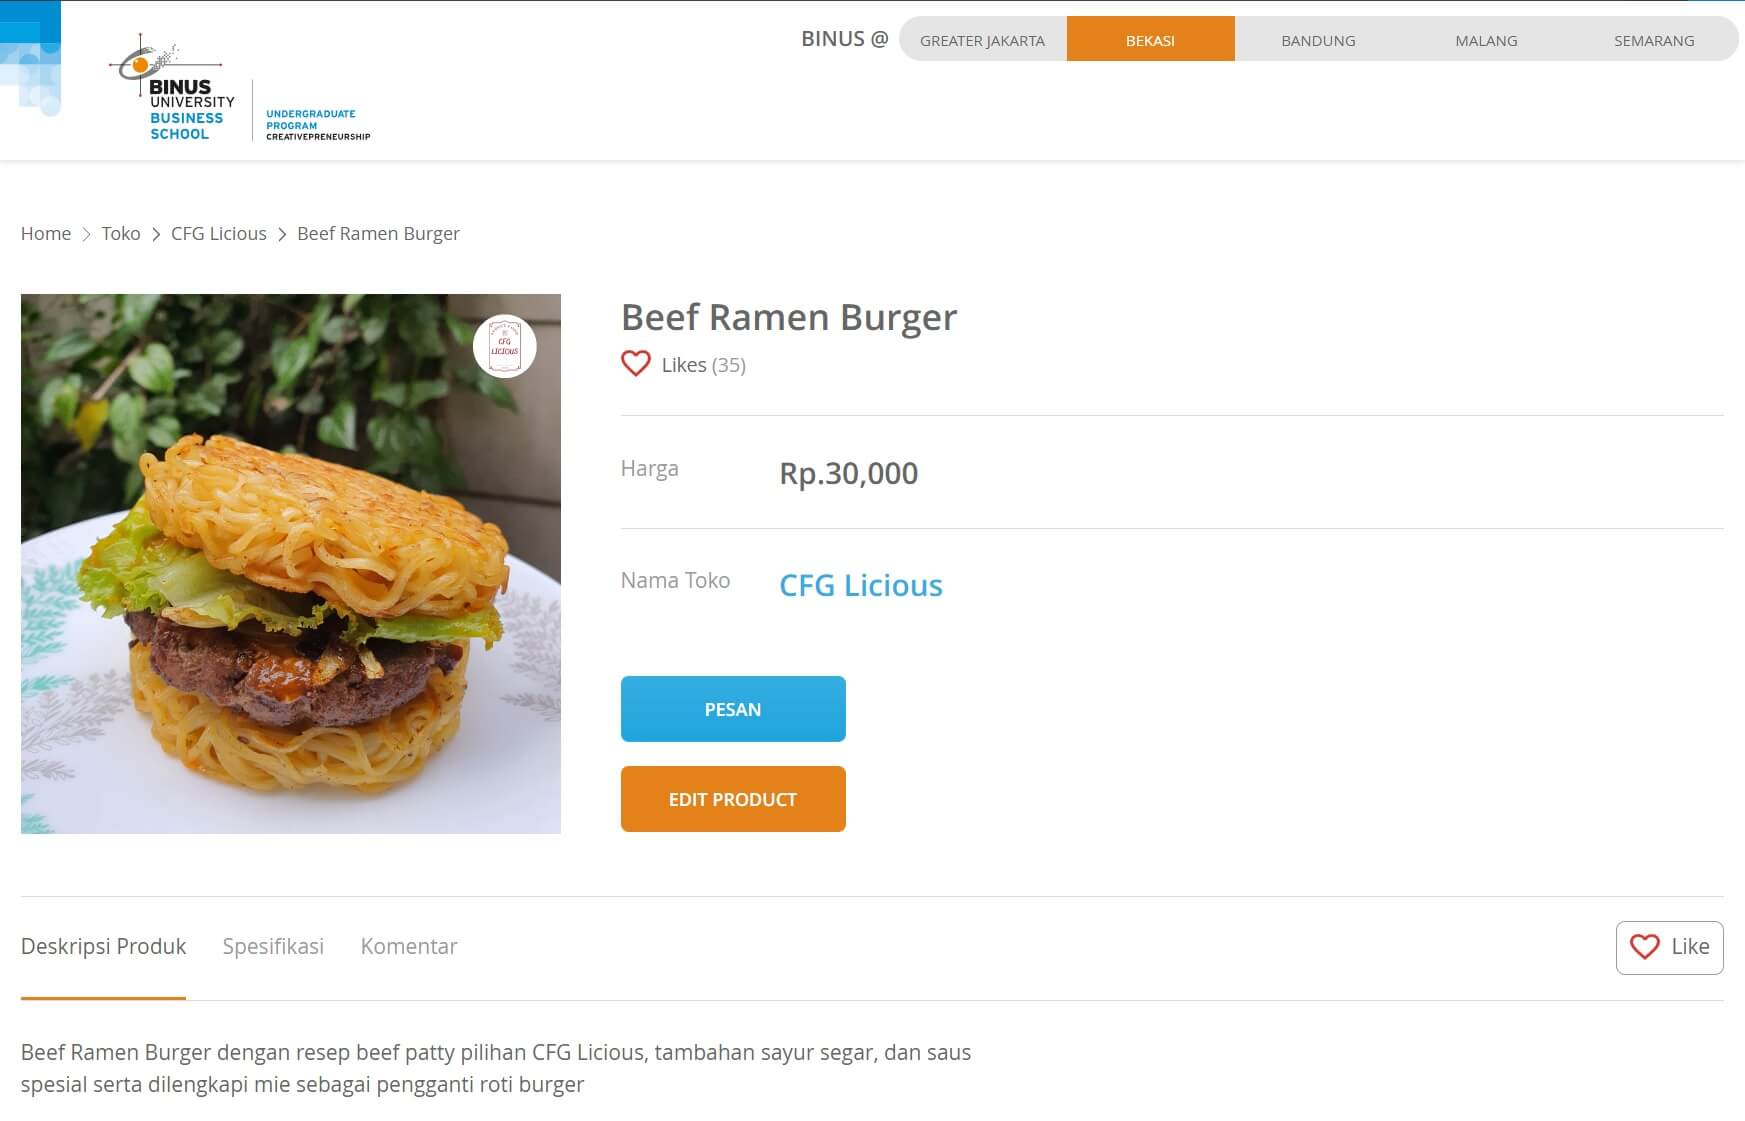 BINUS @
GREATER JAKARTA
BEKASI
BANDUNG
MALANG
SEMARANG
BINUS
UNIVERSITY
BUSINESS
SCHOOL
UNDERGRADUATE
PROGRAM
CREATIVEPRENEURSHIP
Home > Toko > CFG Licious > Beef Ramen Burger
CFG
LICIOUS
Beef Ramen Burger
Likes (35)
Harga
Rp.30,000
Nama Toko
CFG Licious
PESAN
EDIT PRODUCT
Deskripsi Produk
Spesifikasi
Komentar
Like
Beef Ramen Burger dengan resep beef patty pilihan CFG Licious, tambahan sayur segar, dan saus
spesial serta dilengkapi mie sebagai pengganti roti burger